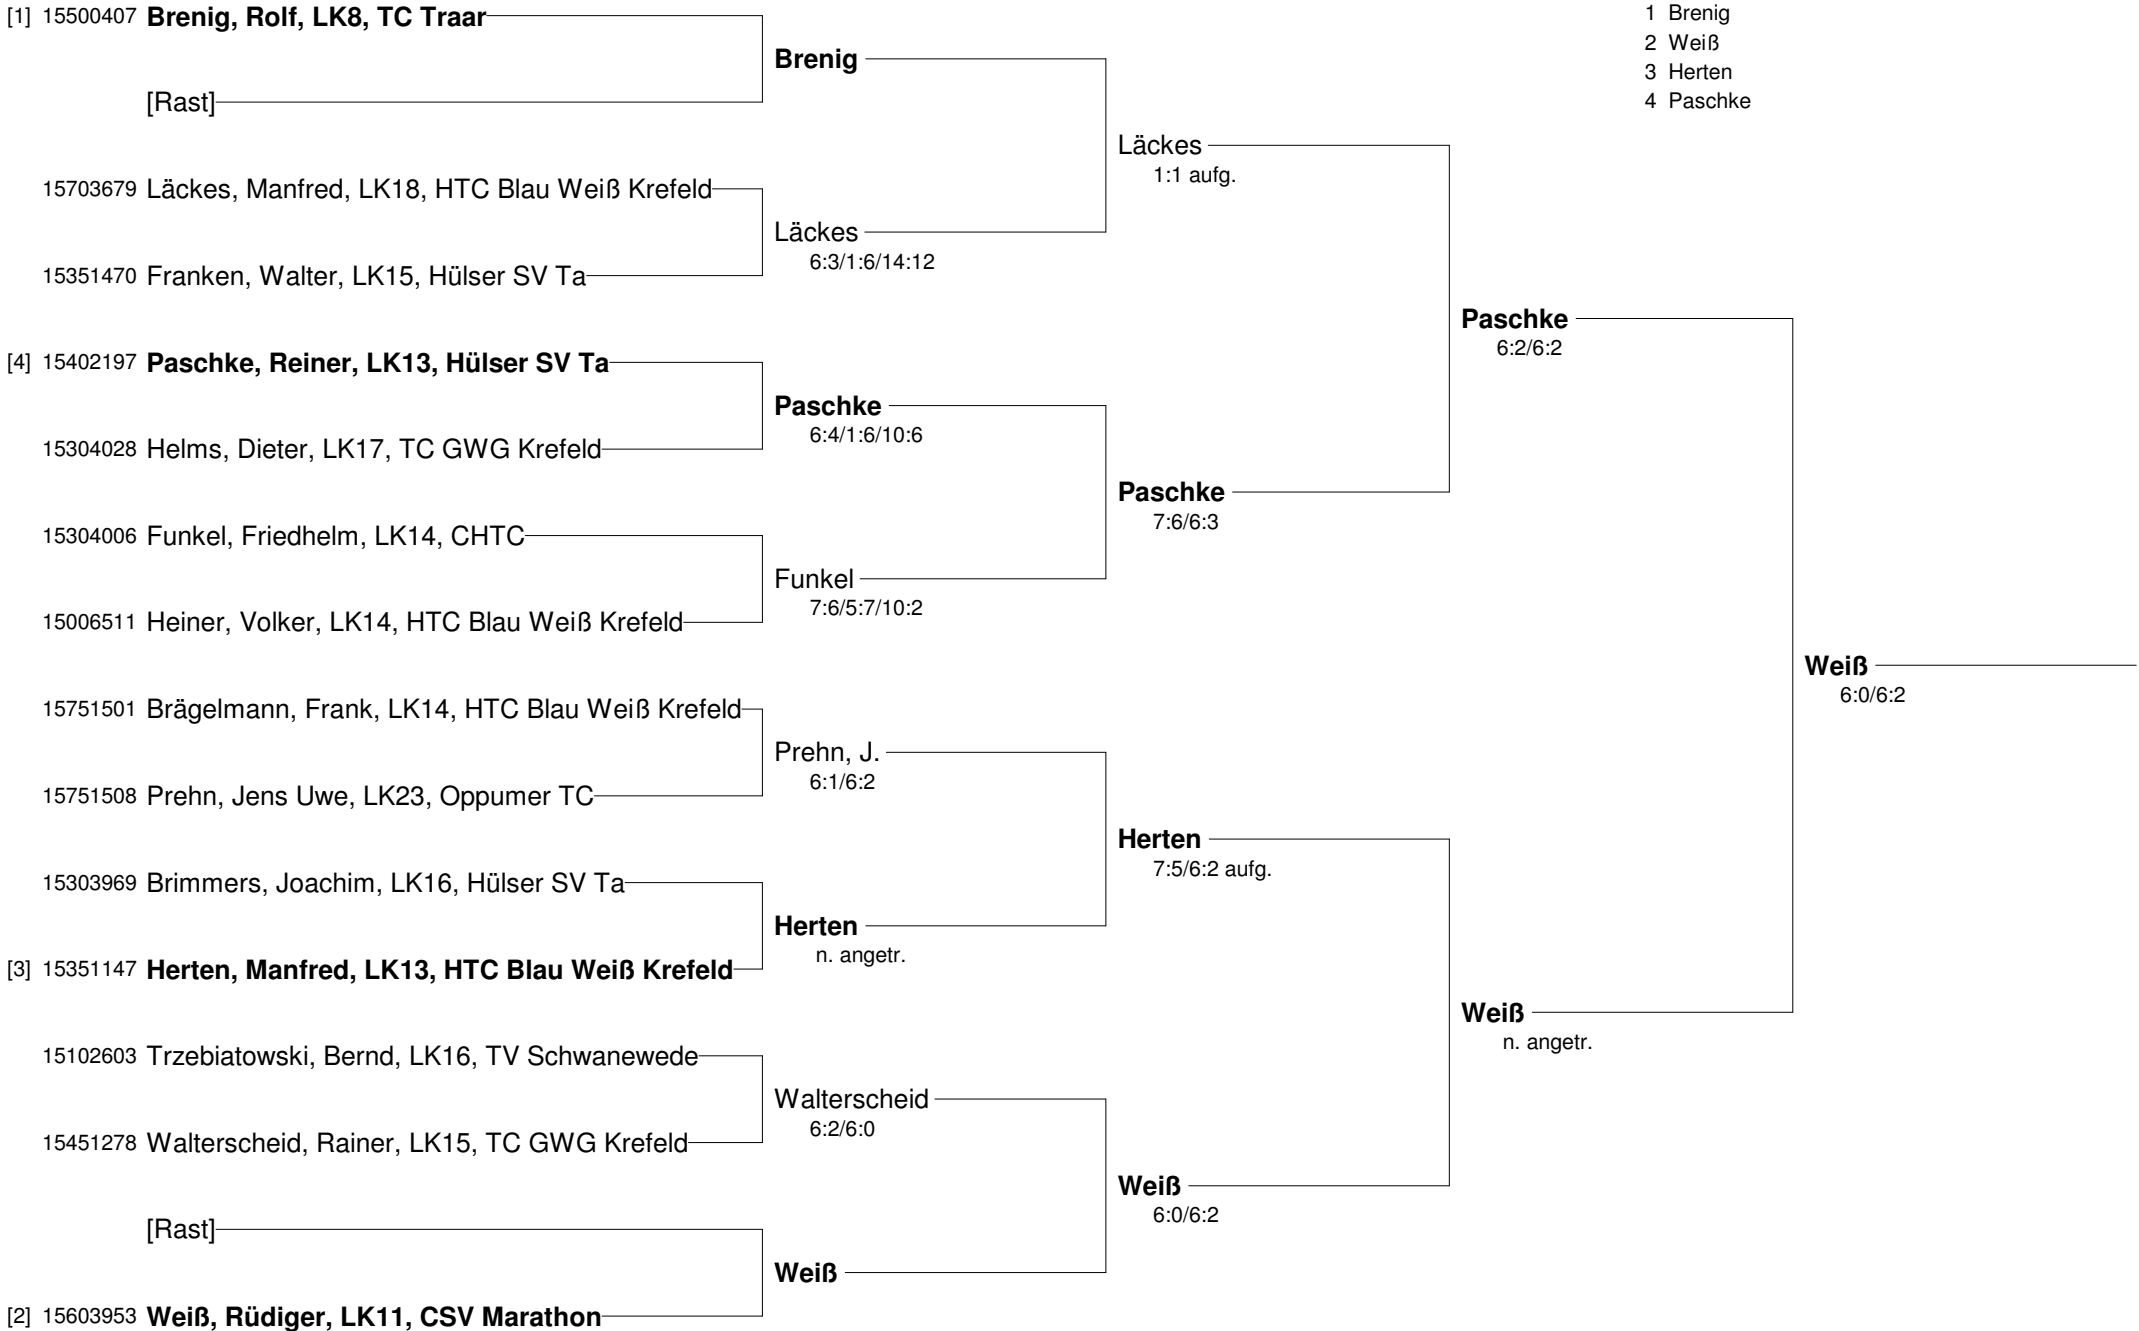 [1] 15500407 Brenig, Rolf, LK8, TC Traar
[Rast]
15703679 Läckes, Manfred, LK18, HTC Blau Weiß Krefeld
15351470 Franken, Walter, LK15, Hülser SV Ta
[4] 15402197 Paschke, Reiner, LK13, Hülser SV Ta
15304028 Helms, Dieter, LK17, TC GWG Krefeld
15304006 Funkel, Friedhelm, LK14, CHTC
15006511 Heiner, Volker, LK14, HTC Blau Weiß Krefeld
15751501 Brägelmann, Frank, LK14, HTC Blau Weiß Krefeld
15751508 Prehn, Jens Uwe, LK23, Oppumer TC
15303969 Brimmers, Joachim, LK16, Hülser SV Ta
[3] 15351147 Herten, Manfred, LK13, HTC Blau Weiß Krefeld
15102603 Trzebiatowski, Bernd, LK16, TV Schwanewede
15451278 Walterscheid, Rainer, LK15, TC GWG Krefeld
[Rast]
[2] 15603953 Weiß, Rüdiger, LK11, CSV Marathon
Brenig
Läckes
6:3/1:6/14:12
Paschke
6:4/1:6/10:6
Funkel
7:6/5:7/10:2
Prehn, J.
6:1/6:2
Herten
n. angetr.
Walterscheid
6:2/6:0
Weiß
Läckes
1:1 aufg.
Paschke
7:6/6:3
Herten
7:5/6:2 aufg.
Weiß
6:0/6:2
Paschke
6:2/6:2
Weiß
n. angetr.
Weiß
6:0/6:2
1 Brenig
2 Weiß
3 Herten
4 Paschke